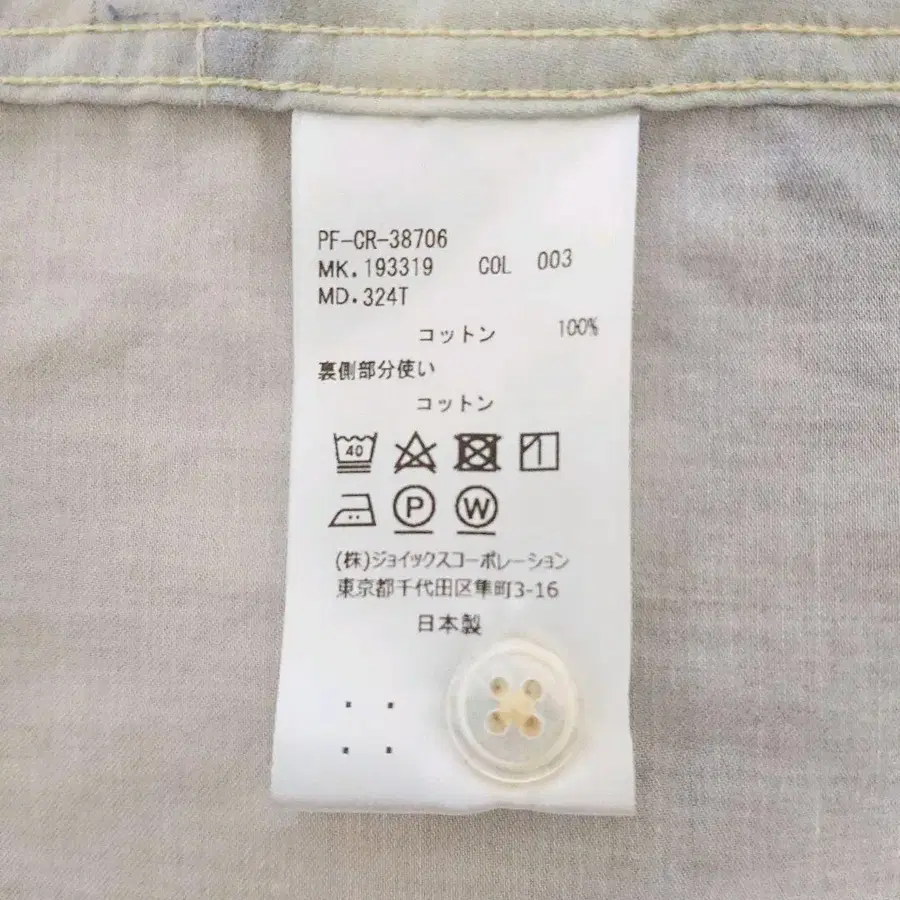 PF-CR-38706
MK.193319 COL 003
MD.324T
コットン 100%
裏側部分使い
コットン
40
P W
(株)ジョイックスコーポレーション
東京都千代田区隼町3-16
日本製